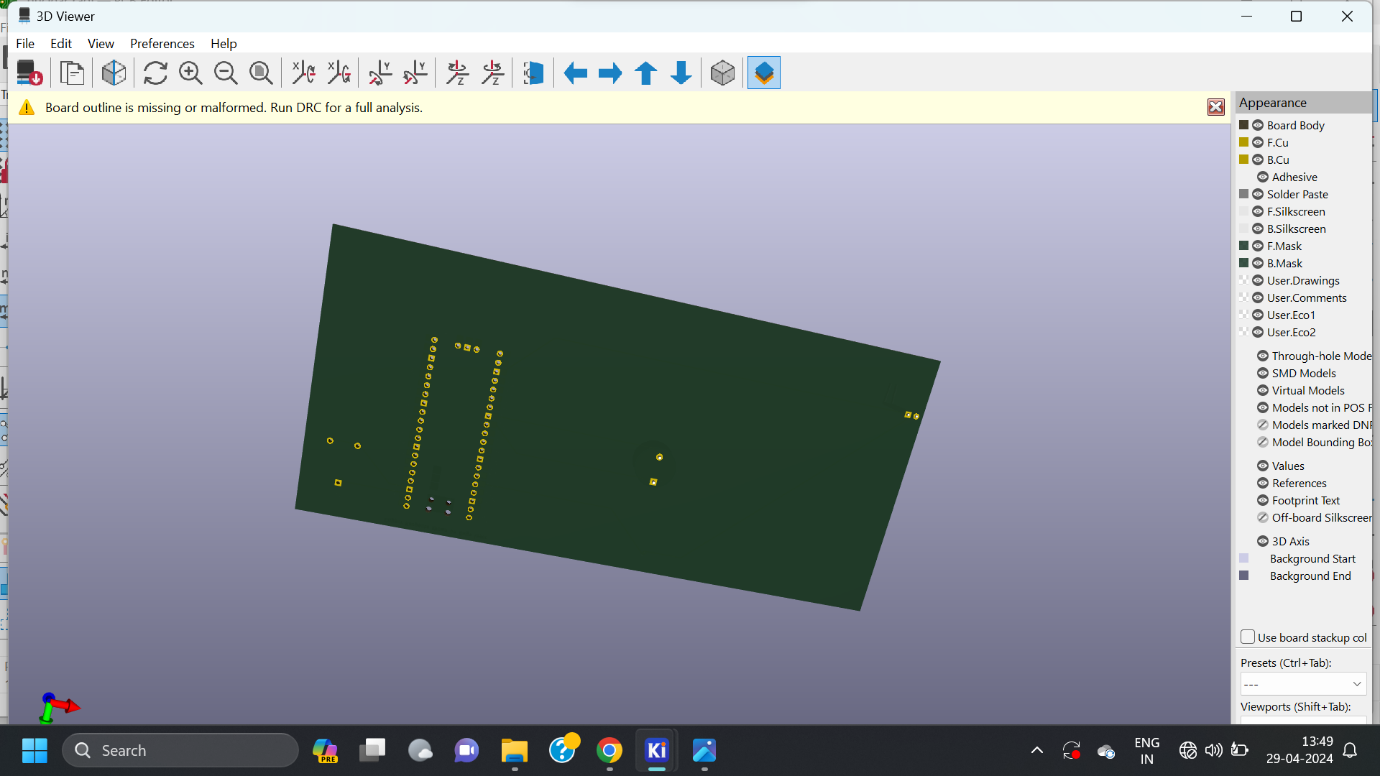 3D Viewer
File Edit View Preferences Help
Board outline is missing or malformed. Run DRC for a full analysis.
Appearance
Board Body
F.Cu
B.Cu
Adhesive
Solder Paste
F.Silkscreen
B.Silkscreen
F.Mask
B.Mask
User.Drawings
User.Comments
User.Eco1
User.Eco2
Through-hole Mode
SMD Models
Virtual Models
Models not in POS F
Models marked DNF
Model Bounding Bo
Values
References
Footprint Text
Off-board Silkscreen
3D Axis
Background Start
Background End
Use board stackup col
Presets (Ctrl+Tab):
---
Viewports (Shift+Tab):
Search
PRE
Ki
ENG
IN
13:49
29-04-2024